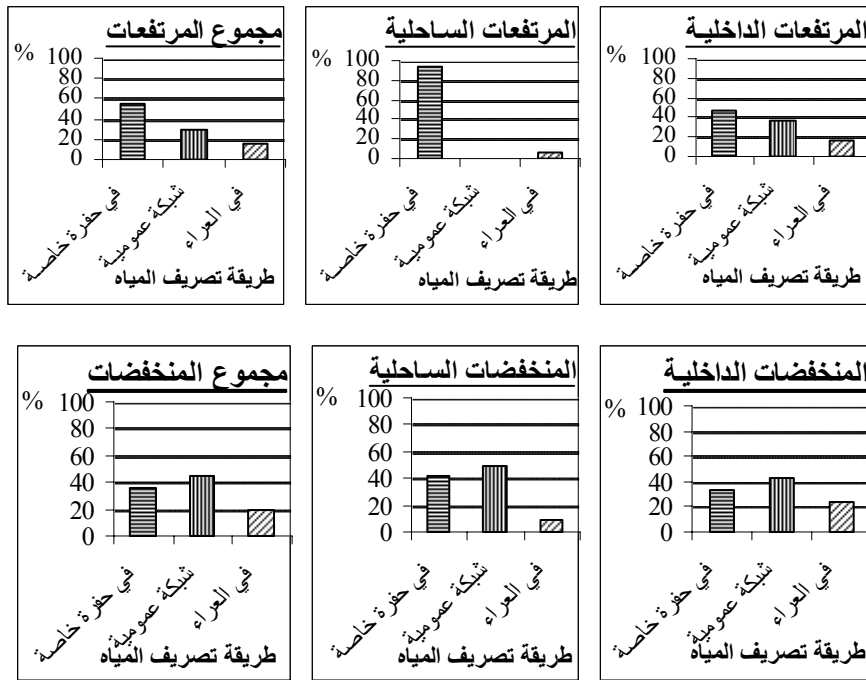 المرتفعات الداخلية
%
100
80
60
40
20
0
في حفرة خاصة
شبكة عمومية
في العراء
طريقة تصريف المياه
المرتفعات الساحلية
%
100
80
60
40
20
0
في حفرة خاصة
شبكة عمومية
في العراء
طريقة تصريف المياه
مجموع المرتفعات
%
100
80
60
40
20
0
في حفرة خاصة
شبكة عمومية
في العراء
طريقة تصريف المياه
المنخفضات الداخلية
%
100
80
60
40
20
0
في حفرة خاصة
شبكة عمومية
في العراء
طريقة تصريف المياه
المنخفضات الساحلية
%
100
80
60
40
20
0
في حفرة خاصة
شبكة عمومية
في العراء
طريقة تصريف المياه
مجموع المنخفضات
%
100
80
60
40
20
0
في حفرة خاصة
شبكة عمومية
في العراء
طريقة تصريف المياه